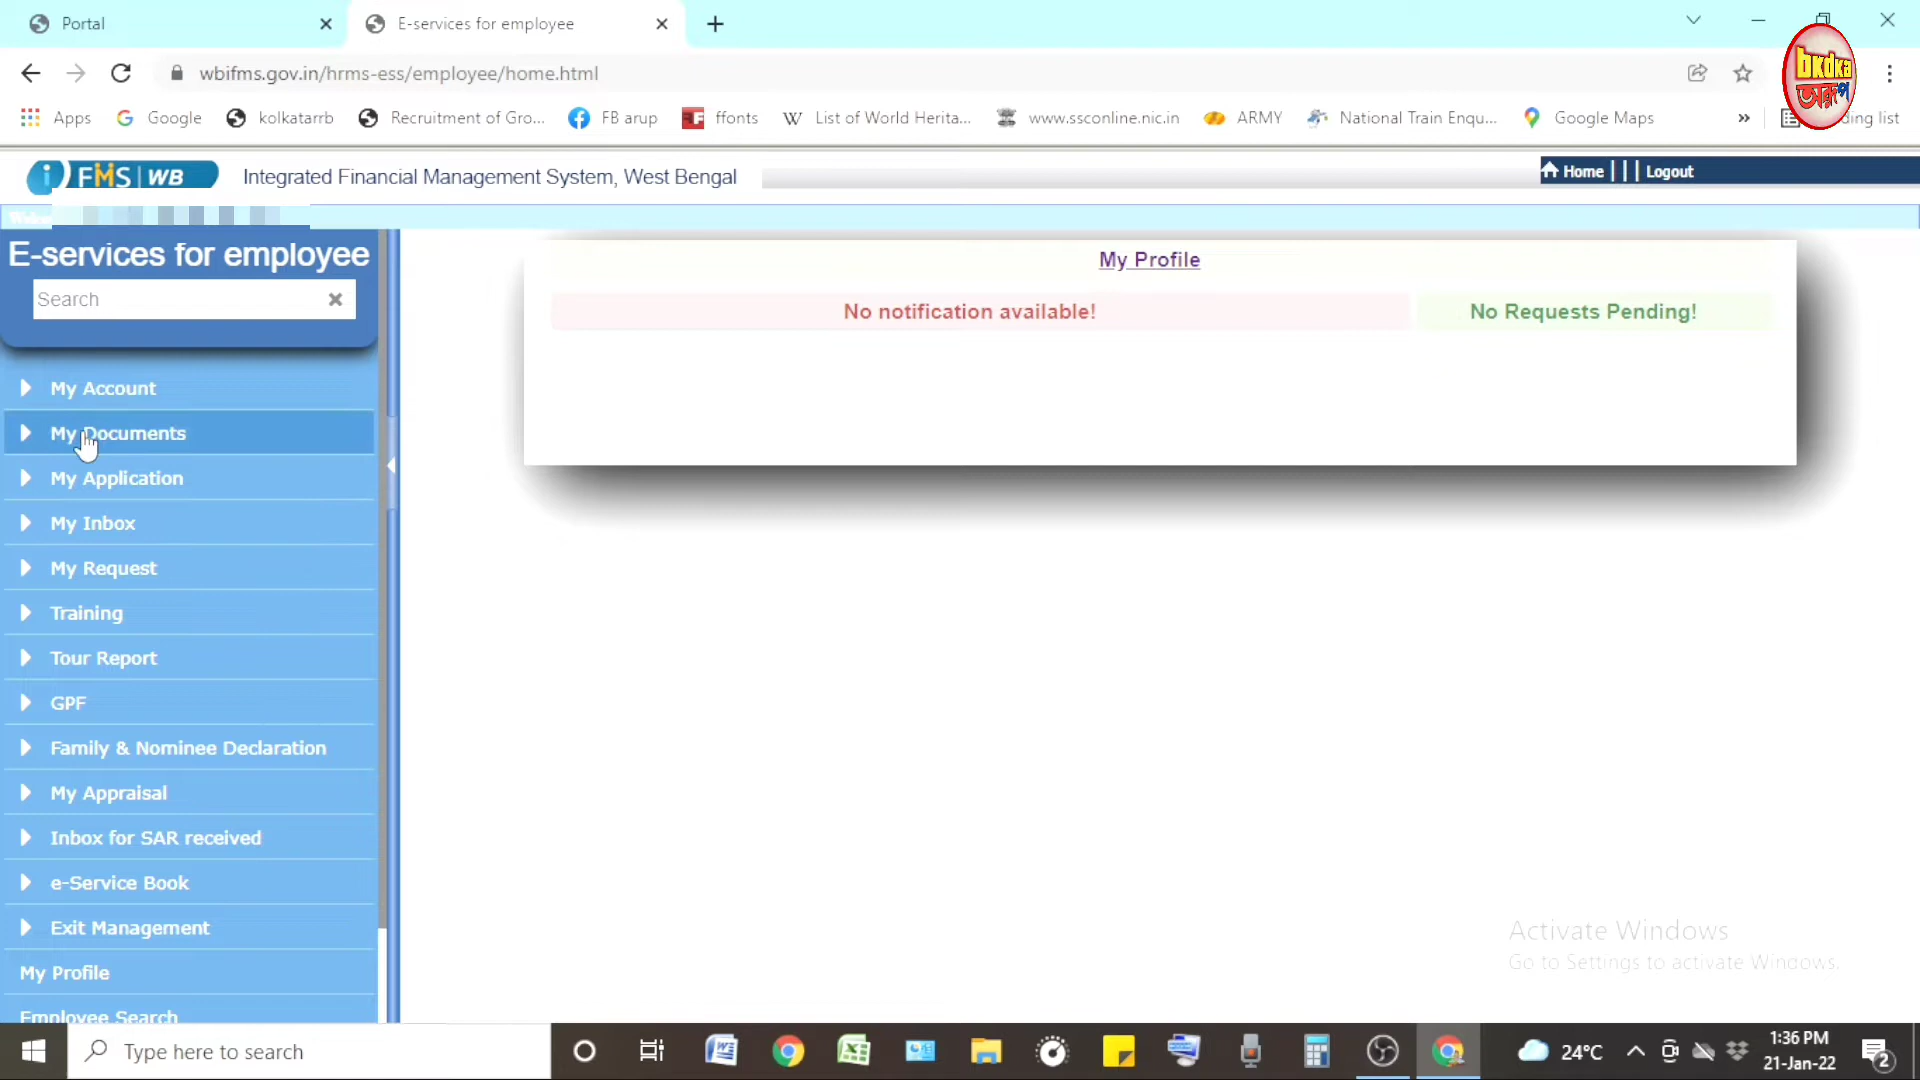 Portal
E-services for employee
wbifms.gov.in/hrms-ess/employee/home.html
Apps
Google
kolkatarrb
Recruitment of Gro...
FB arup
ffonts
List of World Herita...
www.ssconline.nic.in
ARMY
National Train Enqu...
Google Maps
»
ding list
bkdka
অরূপ
i FMS | WB
Integrated Financial Management System, West Bengal
Home | | | Logout
E-services for employee
Search
My Account
My Documents
My Application
My Inbox
My Request
Training
Tour Report
GPF
Family & Nominee Declaration
My Appraisal
Inbox for SAR received
e-Service Book
Exit Management
My Profile
Employee Search
My Profile
No notification available!
No Requests Pending!
Activate Windows
Go to Settings to activate Windows.
Type here to search
24°C
1:36 PM
21-Jan-22
2